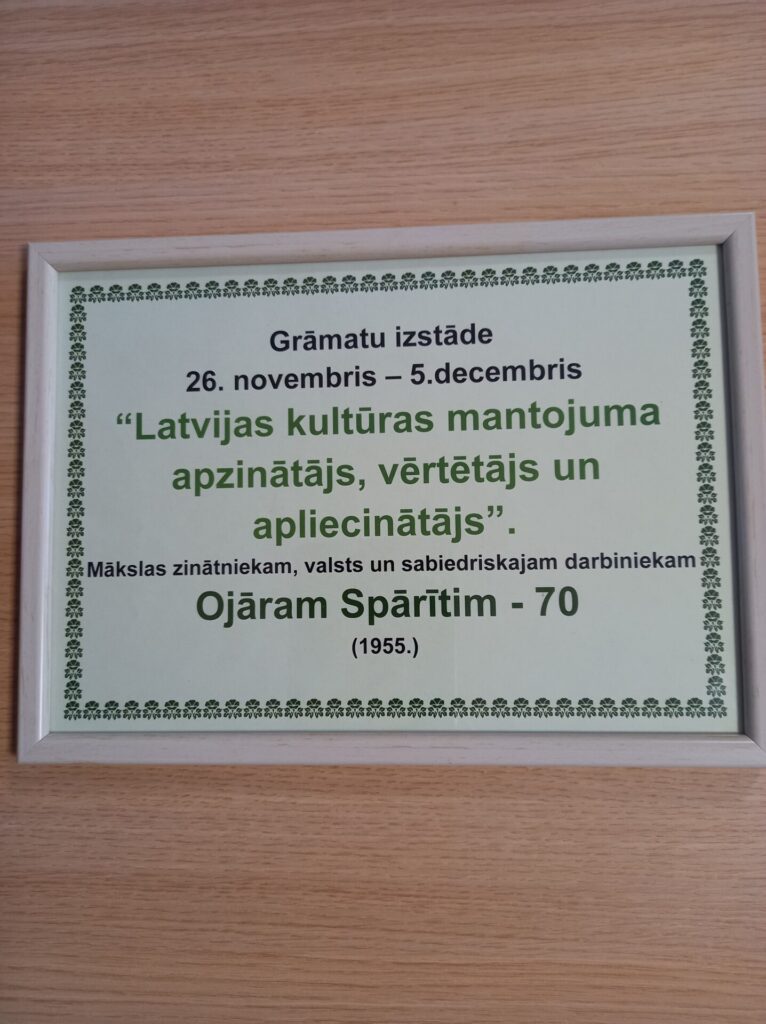 Grāmatu izstāde
26. novembris – 5.decembris
“Latvijas kultūras mantojuma
apzinātājs, vērtētājs un
apliecinātājs”.
Mākslas zinātniekam, valsts un sabiedriskajam darbiniekam
Ojāram Spārītim - 70
(1955.)